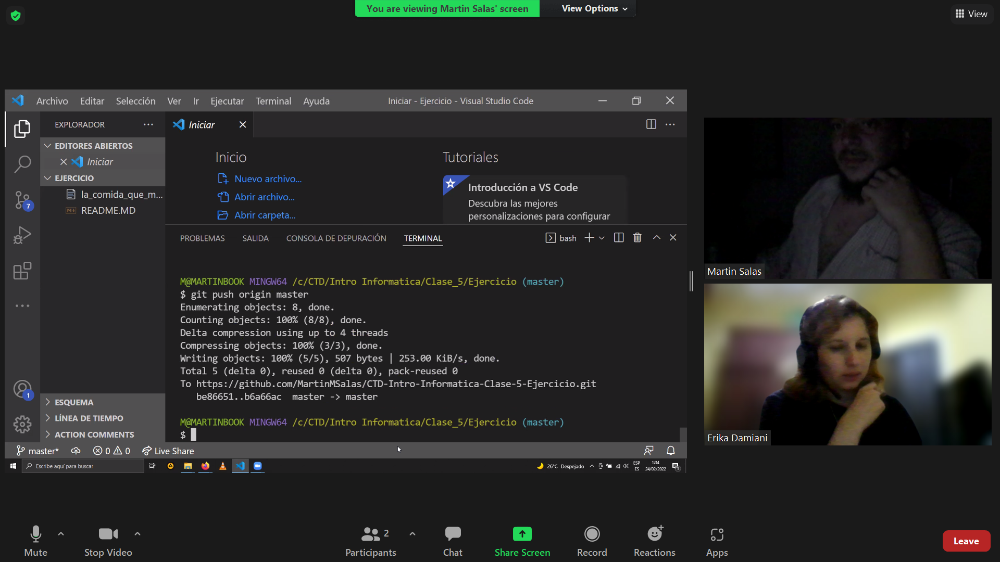 You are viewing Martin Salas' screen
View Options
View
Archivo Editar Selección Ver Ir Ejecutar Terminal Ayuda
Iniciar - Ejercicio - Visual Studio Code
EXPLORADOR
Iniciar
EDITORES ABIERTOS
Iniciar
EJERCICIO
la_comida_que_m...
README.MD
7
Inicio
Nuevo archivo...
Abrir archivo...
Abrir carpeta...
Tutoriales
Introducción a VS Code
Descubra las mejores
personalizaciones para configurar
PROBLEMAS SALIDA CONSOLA DE DEPURACIÓN TERMINAL
bash
M@MARTINBOOK MINGW64 /c/CTD/Intro Informatica/Clase_5/Ejercicio (master)
$ git push origin master
Enumerating objects: 8, done.
Counting objects: 100% (8/8), done.
Delta compression using up to 4 threads
Compressing objects: 100% (3/3), done.
Writing objects: 100% (5/5), 507 bytes | 253.00 KiB/s, done.
Total 5 (delta 0), reused 0 (delta 0), pack-reused 0
To https://github.com/MartinMSalas/CTD-Intro-Informatica-Clase-5-Ejercicio.git
be86651..b6a66ac  master -> master
M@MARTINBOOK MINGW64 /c/CTD/Intro Informatica/Clase_5/Ejercicio (master)
$
1
ESQUEMA
LÍNEA DE TIEMPO
ACTION COMMENTS
master* 0 0 Live Share
Escribe aquí para buscar
26°C Despejado
ESP
ES
1:34
24/02/2022
1
Martin Salas
Erika Damiani
Mute
Stop Video
2
Participants
Chat
Share Screen
Record
Reactions
Apps
Leave